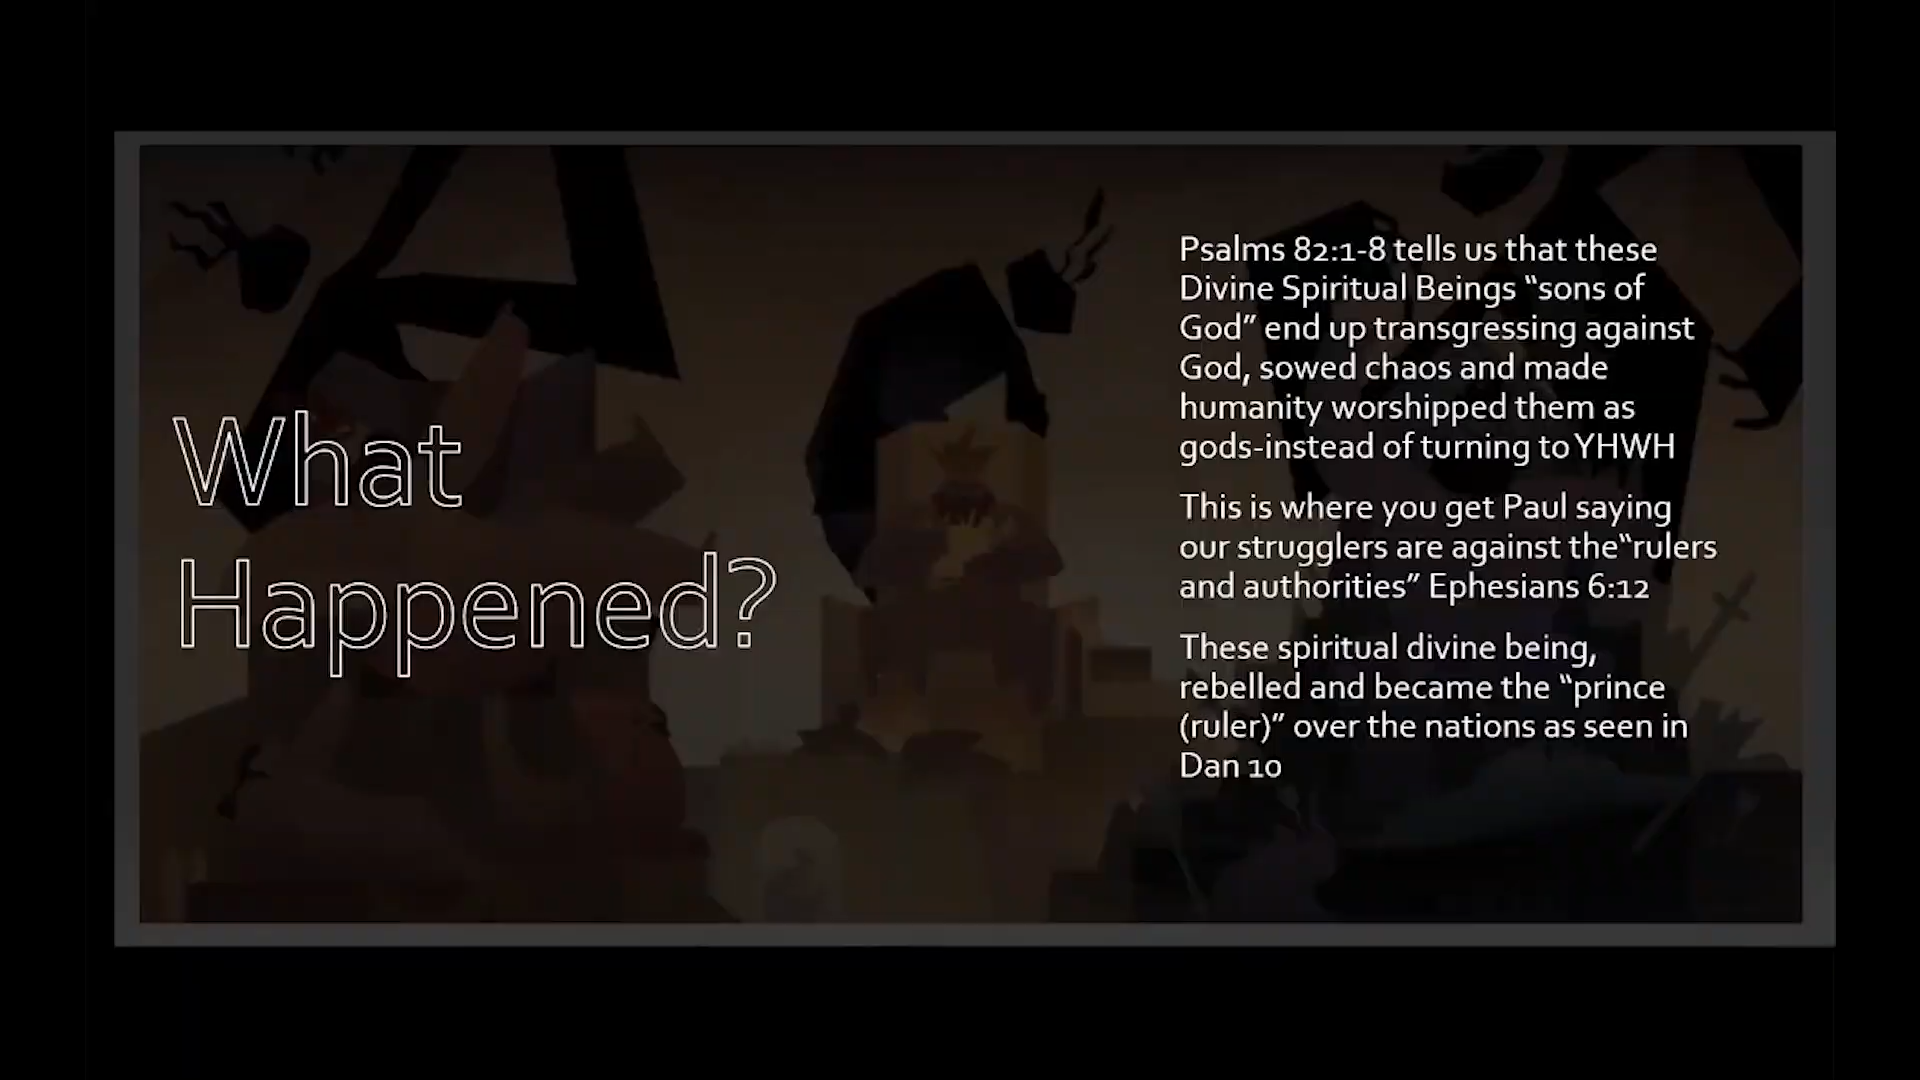 What
Happened?
Psalms 82:1-8 tells us that these
Divine Spiritual Beings “sons of
God” end up transgressing against
God, sowed chaos and made
humanity worshipped them as
gods-instead of turning to YHWH
This is where you get Paul saying
our strugglers are against the“rulers
and authorities” Ephesians 6:12
These spiritual divine being,
rebelled and became the “prince
(ruler)” over the nations as seen in
Dan 10